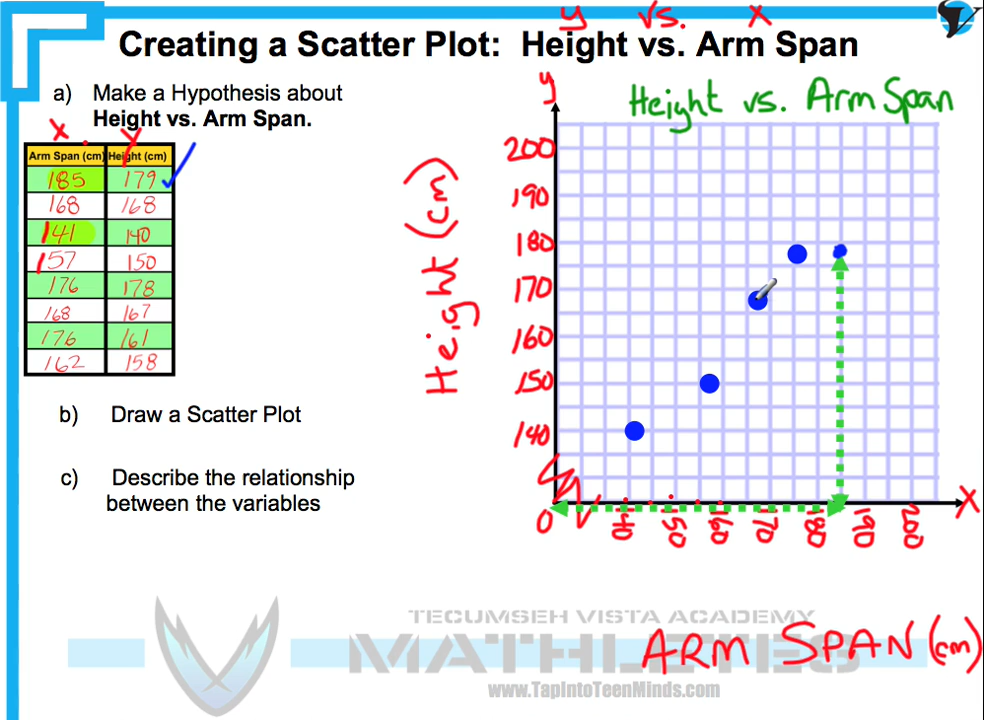 y vs. x
Creating a Scatter Plot: Height vs. Arm Span
a) Make a Hypothesis about
Height vs. Arm Span.
X Y
Arm Span (cm) Height (cm)
185 179
168 168
141 140
157 150
176 178
168 167
176 161
162 158
b) Draw a Scatter Plot
c) Describe the relationship
between the variables
Height vs. Arm Span
y
Height (cm)
200
190
180
170
160
150
140
0 140 150 160 170 180 190 200 X
ARM SPAN (cm)
TECUMSEH VISTA ACADEMY
MATHLETES
www.TapIntoTeenMinds.com